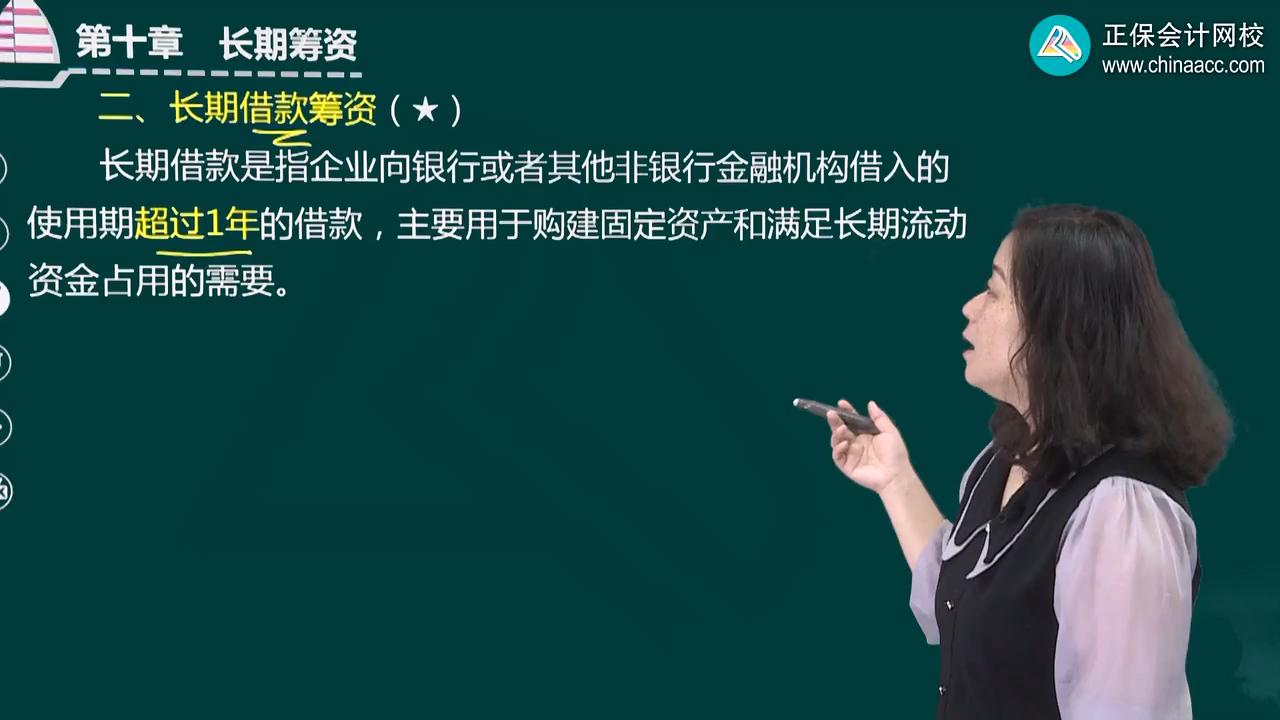 第十章 长期筹资
正保会计网校
www.chinaacc.com
二、长期借款筹资（★）
长期借款是指企业向银行或者其他非银行金融机构借入的
使用期超过1年的借款，主要用于购建固定资产和满足长期流动
资金占用的需要。